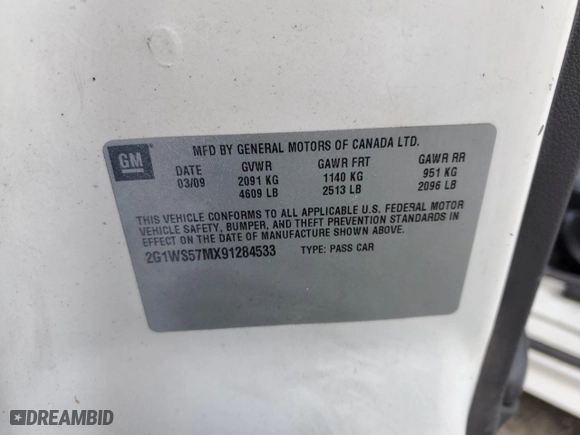 MFD BY GENERAL MOTORS OF CANADA LTD.
GM
DATE GVWR GAWR FRT GAWR RR
03/09 2091 KG 1140 KG 951 KG
4609 LB 2513 LB 2096 LB
THIS VEHICLE CONFORMS TO ALL APPLICABLE U.S. FEDERAL MOTOR
VEHICLE SAFETY, BUMPER, AND THEFT PREVENTION STANDARDS IN
EFFECT ON THE DATE OF MANUFACTURE SHOWN ABOVE.
2G1WS57MX91284533 TYPE: PASS CAR
DREAMBID